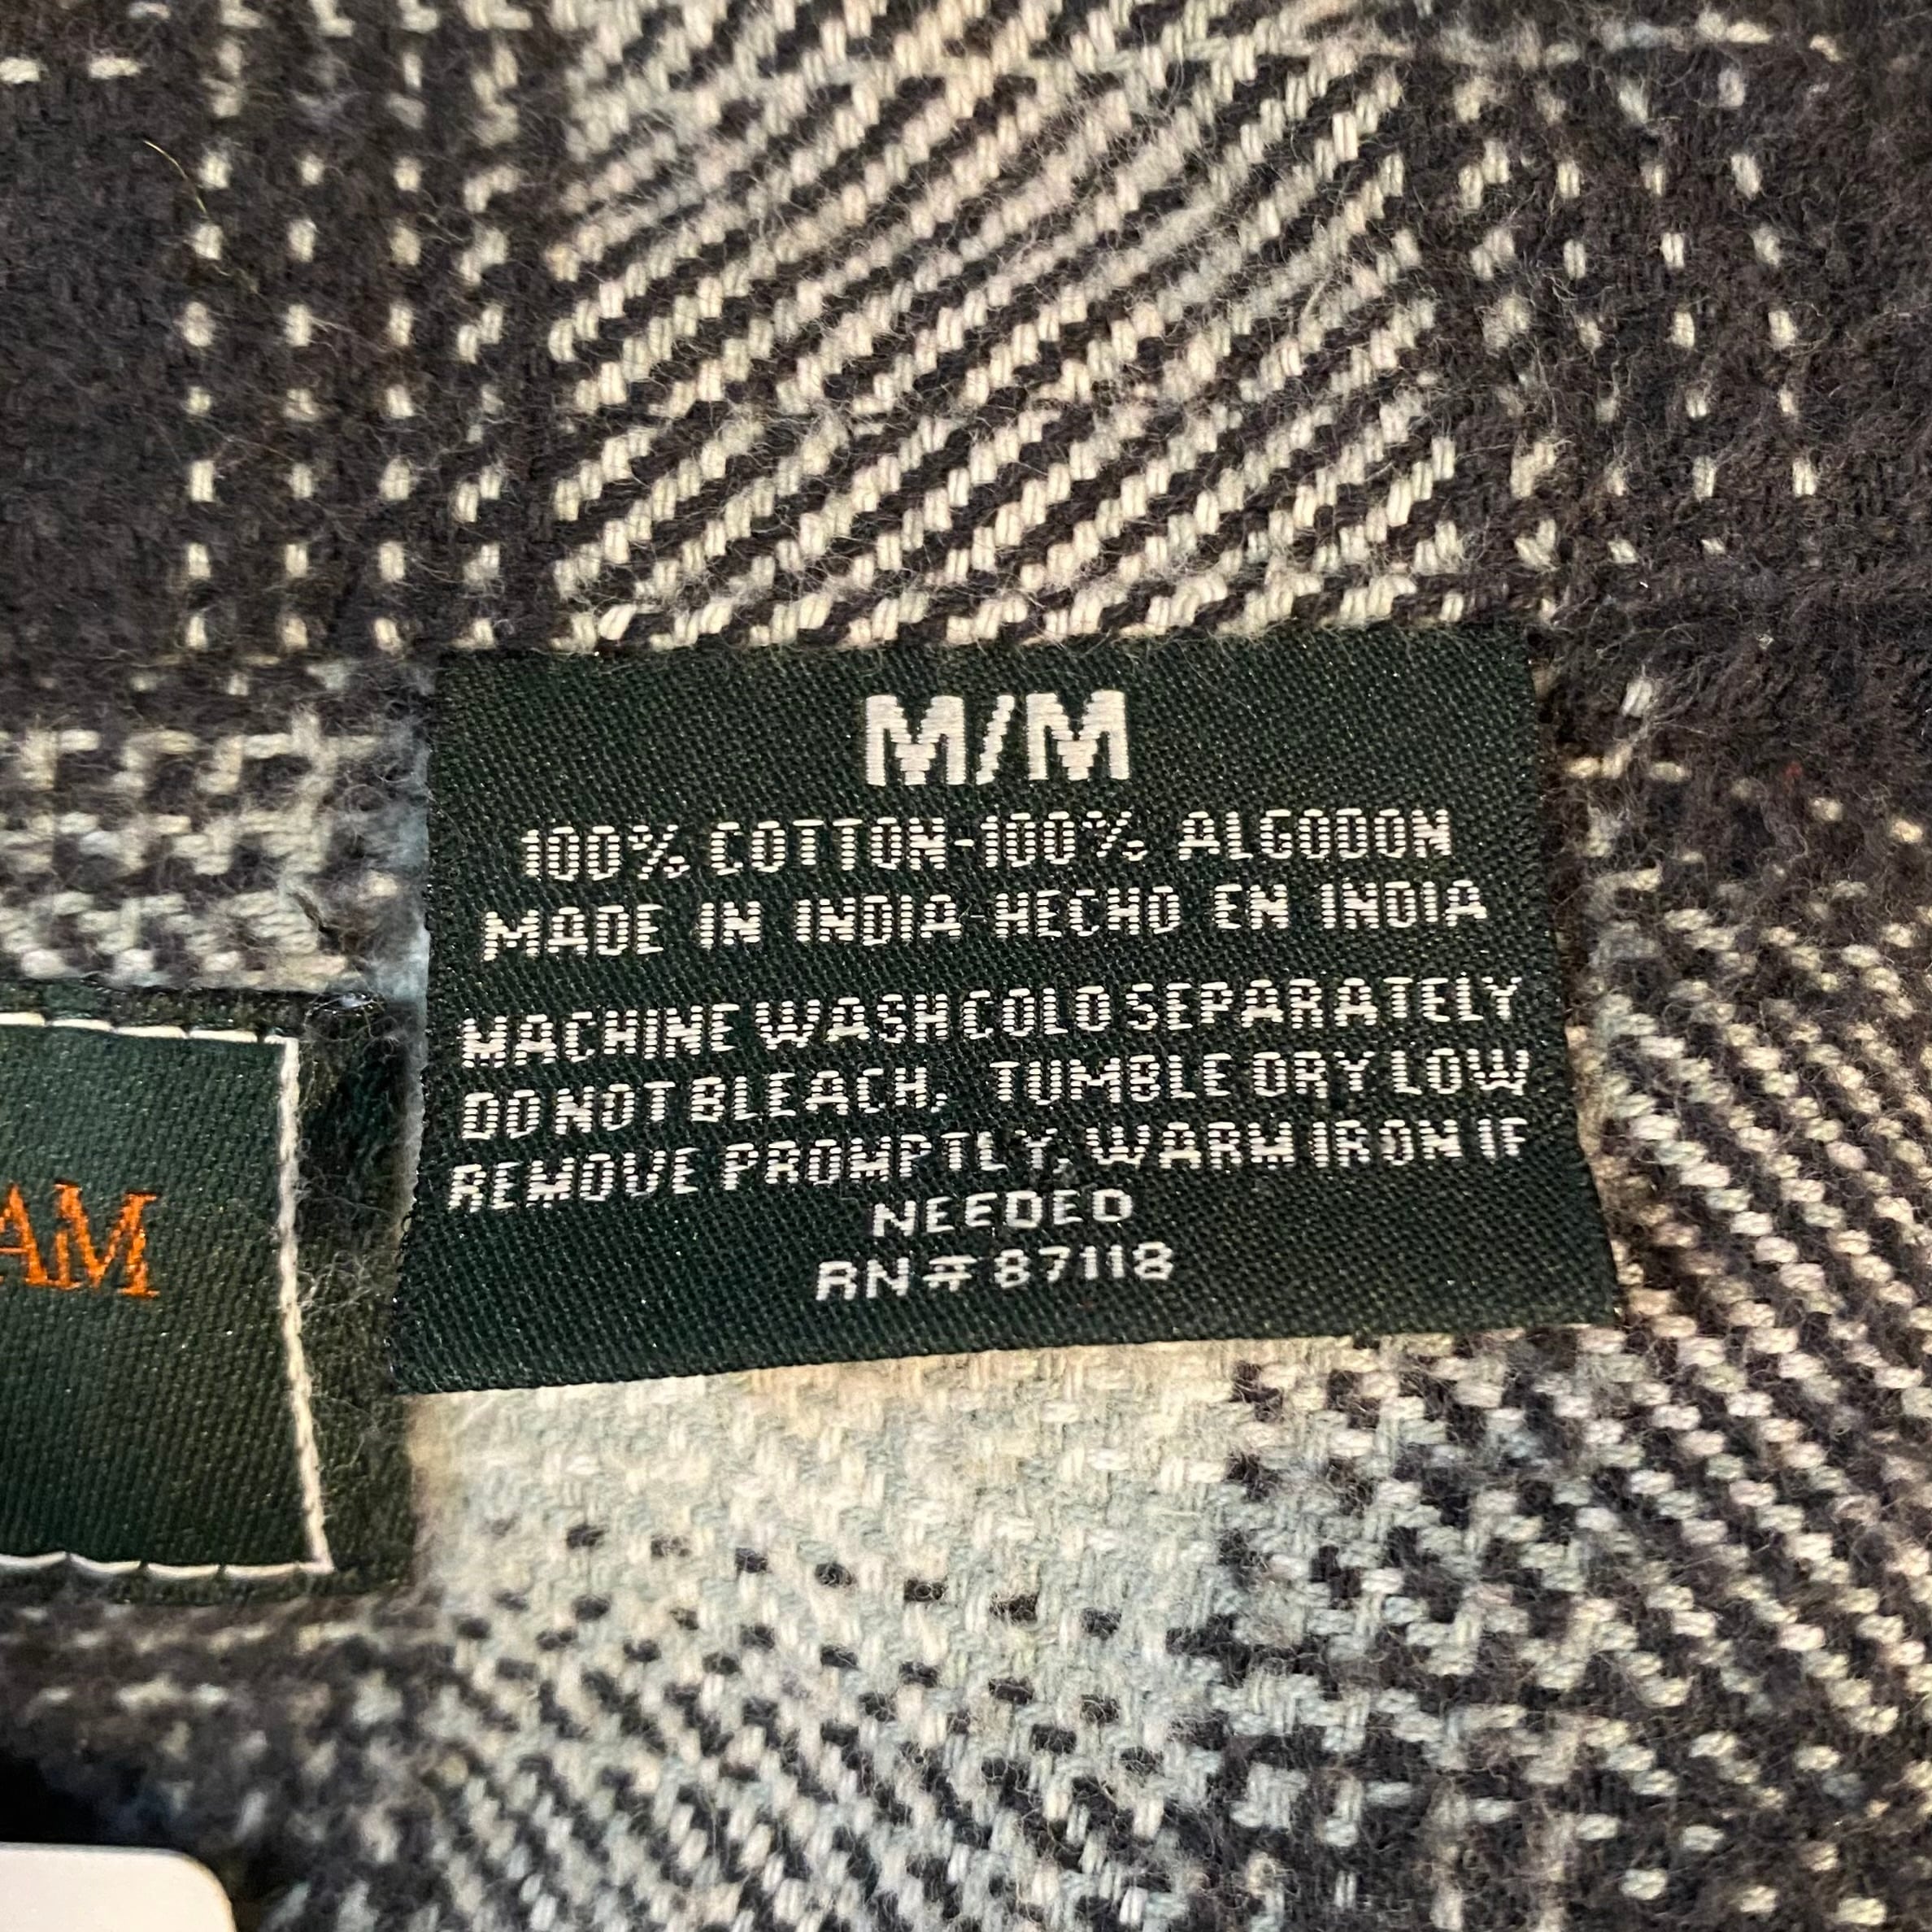 M/M
100% COTTON-100% ALGODON
MADE IN INDIA-HECHO EN INDIA
MACHINE WASH COLD SEPARATELY
DO NOT BLEACH, TUMBLE DRY LOW
REMOVE PROMPTLY, WARM IRON IF
NEEDED
RN# 87118
AM